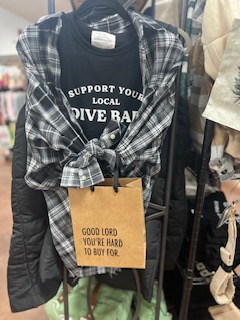 SUPPORT YOUR
LOCAL
DIVE BAR
GOOD LORD
YOU'RE HARD
TO BUY FOR.